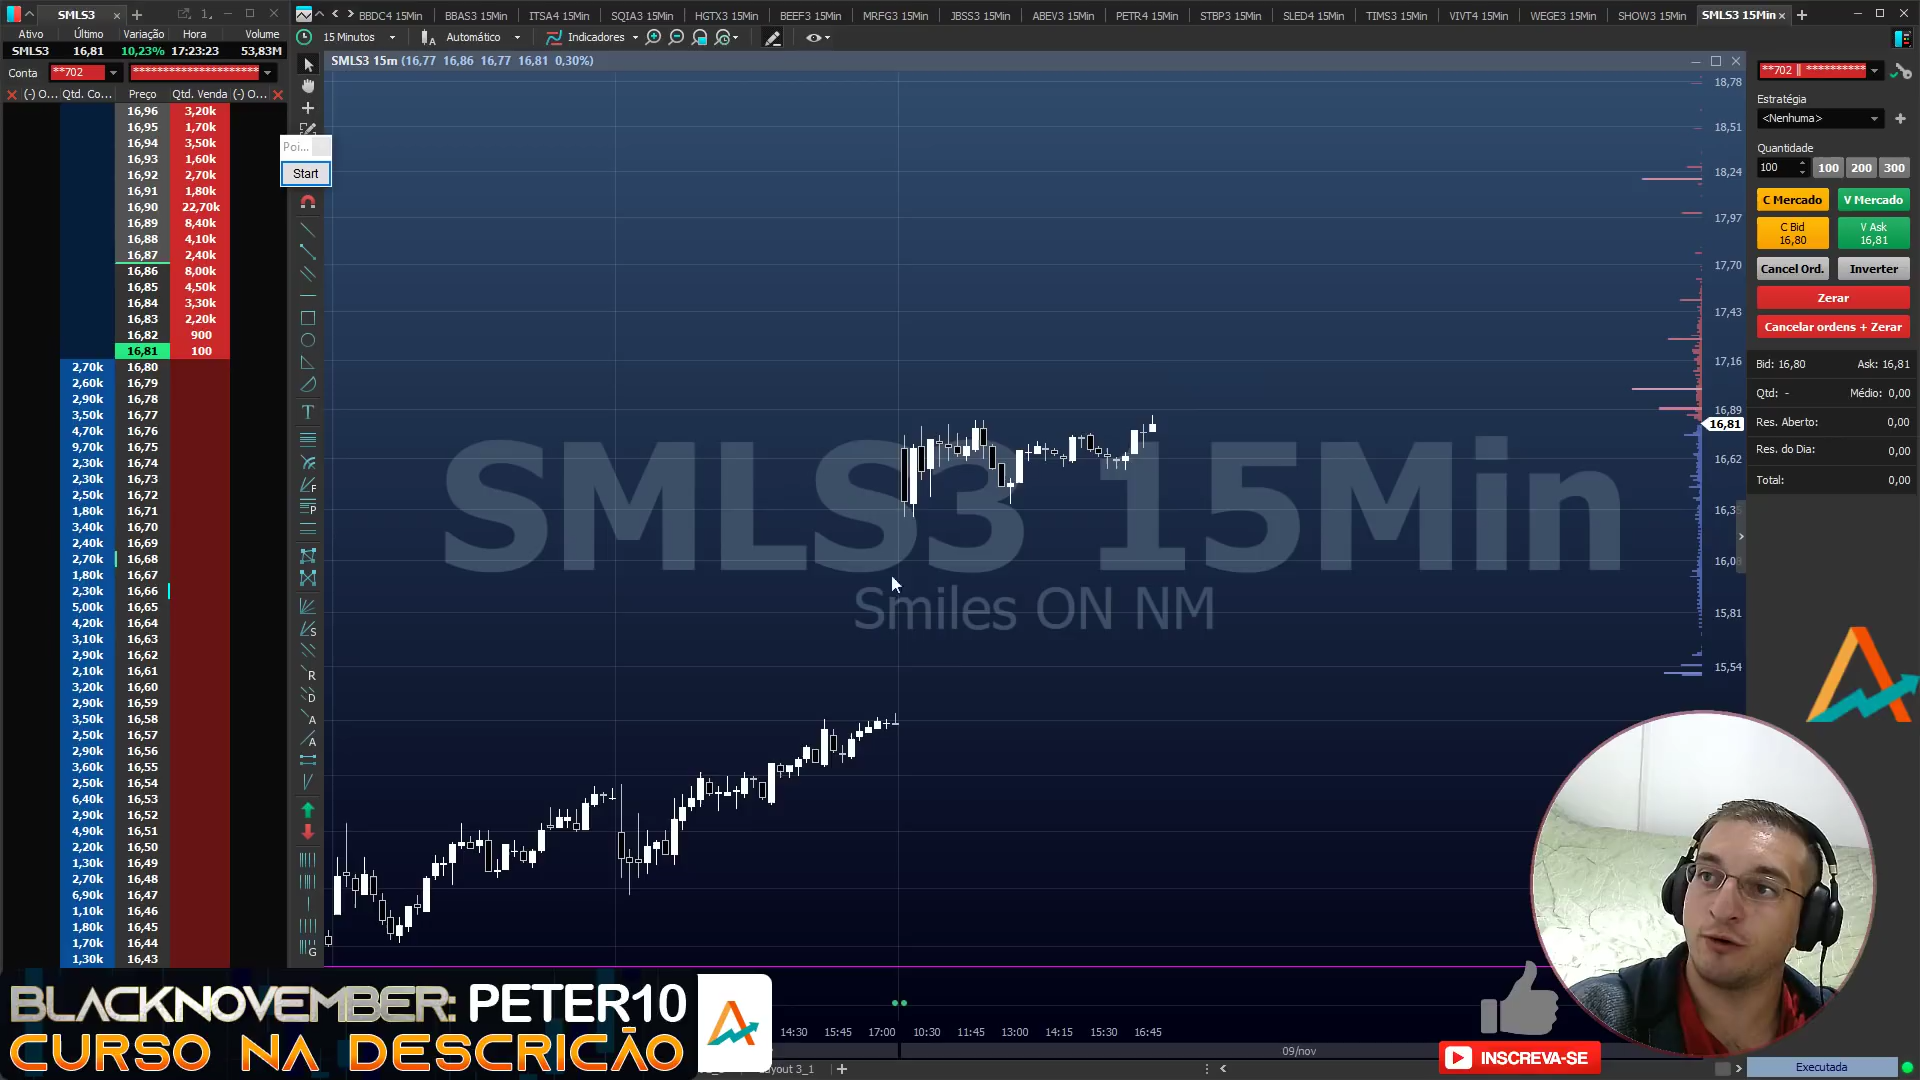 SMLS3
Ativo Último Variação Hora Volume
SMLS3 16,81 10,23% 17:23:23 53,83M
Conta **702 **********************
(-) O... Qtd. Co... Preço Qtd. Venda (-) O...
16,96 3,20k
16,95 1,70k
16,94 3,50k
16,93 1,60k
16,92 2,70k
16,91 1,80k
16,90 22,70k
16,89 8,40k
16,88 4,10k
16,87 2,40k
16,86 8,00k
16,85 4,50k
16,84 3,30k
16,83 2,20k
16,82 900
16,81 100
2,70k 16,80
2,60k 16,79
2,90k 16,78
3,50k 16,77
4,70k 16,76
9,70k 16,75
2,30k 16,74
2,30k 16,73
2,50k 16,72
1,80k 16,71
3,40k 16,70
2,40k 16,69
2,70k 16,68
1,80k 16,67
2,30k 16,66
5,00k 16,65
4,20k 16,64
3,10k 16,63
2,90k 16,62
2,10k 16,61
3,20k 16,60
2,90k 16,59
3,50k 16,58
2,50k 16,57
2,90k 16,56
3,60k 16,55
2,50k 16,54
6,40k 16,53
2,90k 16,52
4,90k 16,51
2,20k 16,50
1,30k 16,49
2,70k 16,48
6,90k 16,47
1,10k 16,46
1,80k 16,45
1,70k 16,44
1,30k 16,43
Poi...
Start
BBDC4 15Min BBAS3 15Min ITSA4 15Min SQIA3 15Min HGTX3 15Min BEEF3 15Min MRFG3 15Min JBSS3 15Min ABEV3 15Min PETR4 15Min STBP3 15Min SLED4 15Min TIMS3 15Min VIVT4 15Min WEGE3 15Min SHOW3 15Min SMLS3 15Min
15 Minutos Automático Indicadores
SMLS3 15m (16,77 16,86 16,77 16,81 0,30%)
SMLS3 15Min
Smiles ON NM
18,78
18,51
18,24
17,97
17,70
17,43
17,16
16,89
16,81
16,62
16,35
16,08
15,81
15,54
14:30 15:45 17:00 10:30 11:45 13:00 14:15 15:30 16:45
09/nov
ayout 3_1
**702 || **********
Estratégia
<Nenhuma>
Quantidade
100 100 200 300
C Mercado V Mercado
C Bid 16,80
V Ask 16,81
Cancel Ord. Inverter
Zerar
Cancelar ordens + Zerar
Bid: 16,80 Ask: 16,81
Qtd: - Médio: 0,00
Res. Aberto: 0,00
Res. do Dia: 0,00
Total: 0,00
Executada
BLACKNOVEMBER: PETER10
CURSO NA DESCRICÃO
INSCREVA-SE